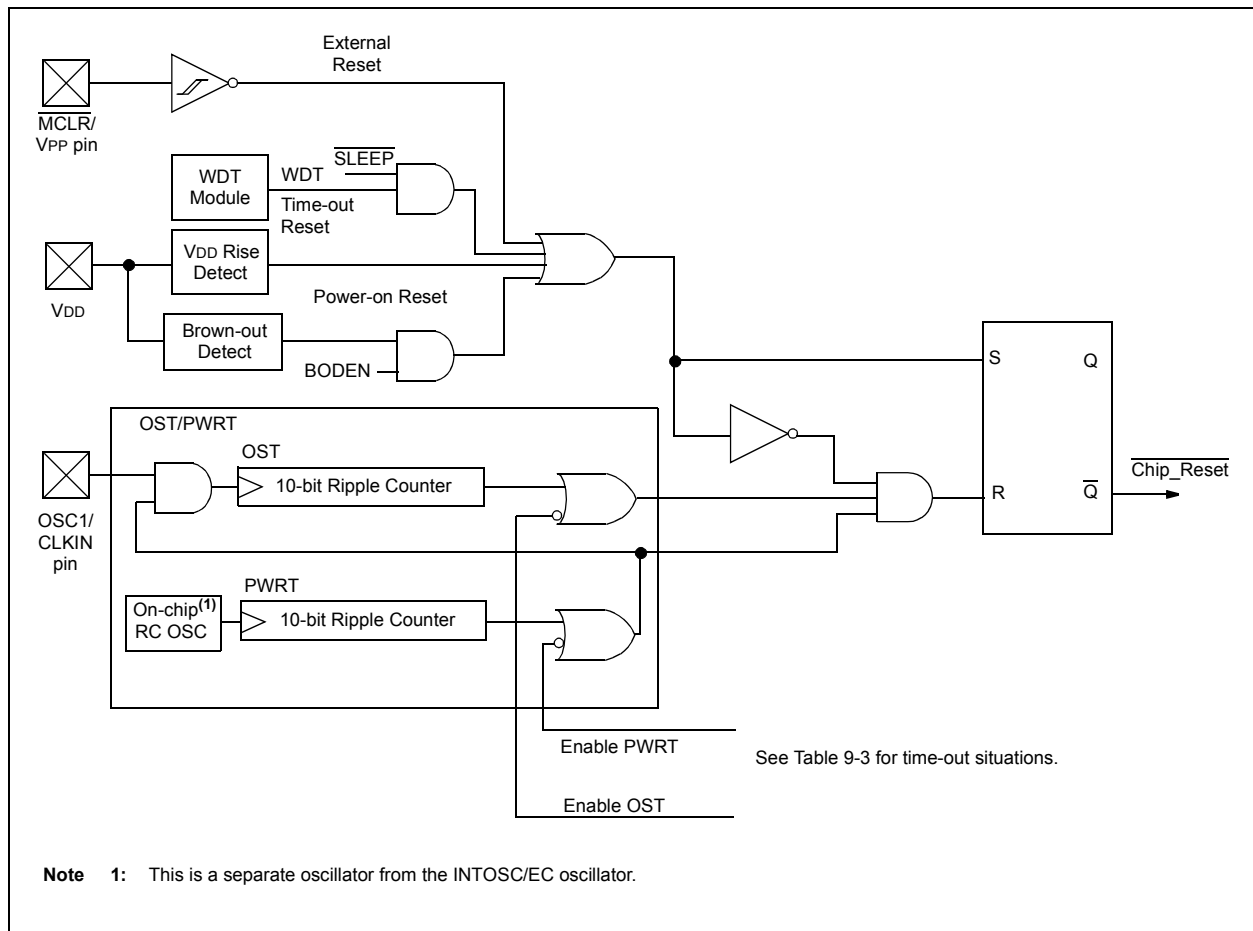 External
Reset
MCLR/
VPP pin
SLEEP
WDT
Module
WDT
Time-out
Reset
VDD Rise
Detect
VDD
Power-on Reset
Brown-out
Detect
BODEN
S
Q
OST/PWRT
OST
10-bit Ripple Counter
Chip_Reset
R
Q
OSC1/
CLKIN
pin
PWRT
On-chip(1)
RC OSC
10-bit Ripple Counter
Enable PWRT
See Table 9-3 for time-out situations.
Enable OST
Note 1: This is a separate oscillator from the INTOSC/EC oscillator.